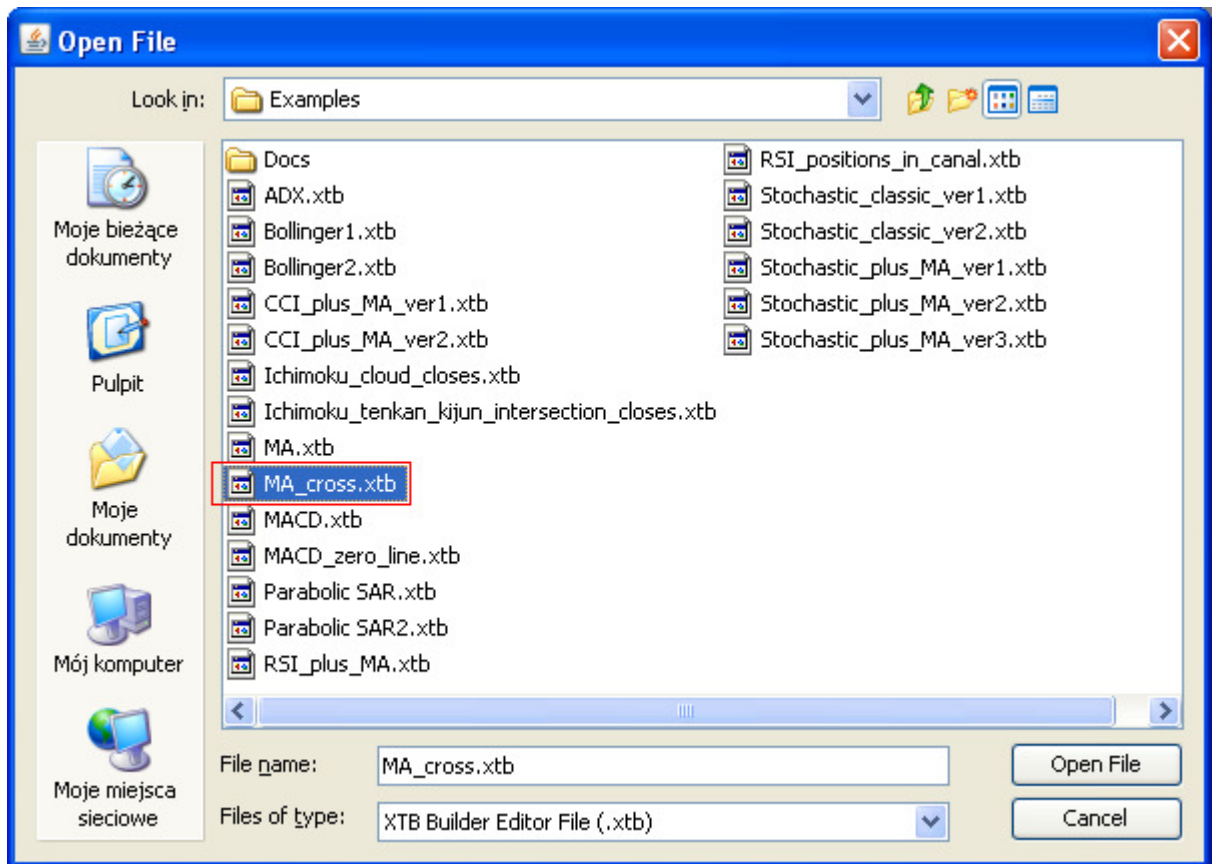 Open File
Look in:
Examples
Moje bieżące
dokumenty
Pulpit
Moje
dokumenty
Mój komputer
Moje miejsca
sieciowe
Docs
ADX.xtb
Bollinger1.xtb
Bollinger2.xtb
CCI_plus_MA_ver1.xtb
CCI_plus_MA_ver2.xtb
Ichimoku_cloud_closes.xtb
Ichimoku_tenkan_kijun_intersection_closes.xtb
MA.xtb
MA_cross.xtb
MACD.xtb
MACD_zero_line.xtb
Parabolic SAR.xtb
Parabolic SAR2.xtb
RSI_plus_MA.xtb
RSI_positions_in_canal.xtb
Stochastic_classic_ver1.xtb
Stochastic_classic_ver2.xtb
Stochastic_plus_MA_ver1.xtb
Stochastic_plus_MA_ver2.xtb
Stochastic_plus_MA_ver3.xtb
File name:
MA_cross.xtb
Open File
Files of type:
XTB Builder Editor File (.xtb)
Cancel